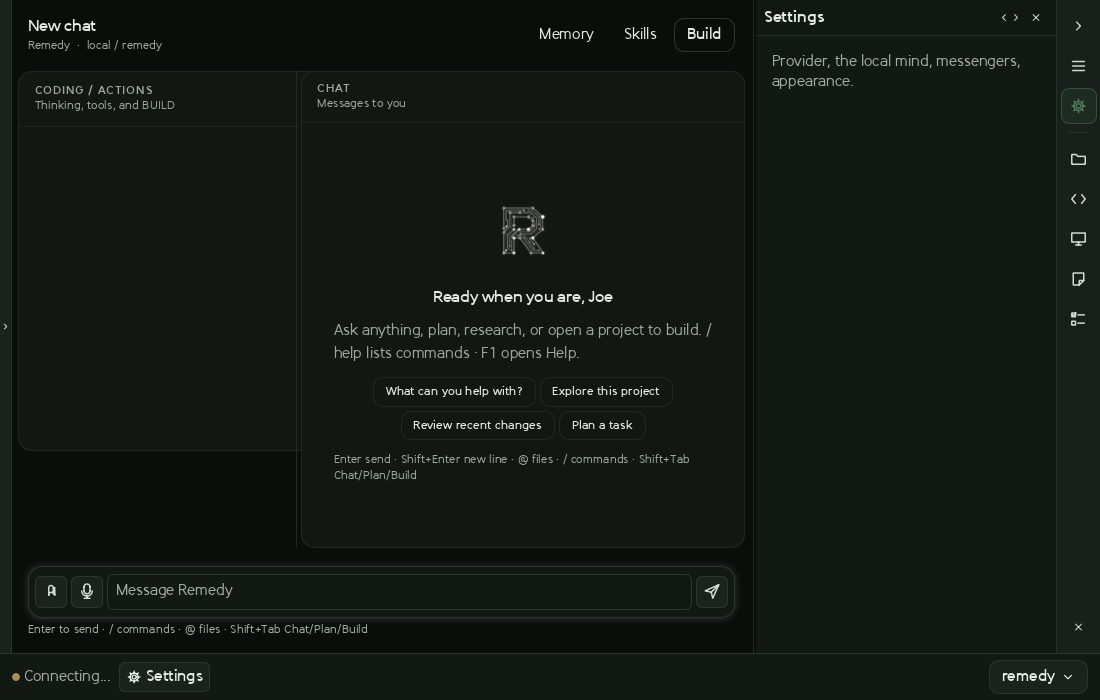 New chat
Remedy · local / remedy
Memory
Skills
Build
CODING / ACTIONS
Thinking, tools, and BUILD
CHAT
Messages to you
Ready when you are, Joe
Ask anything, plan, research, or open a project to build. /
help lists commands · F1 opens Help.
What can you help with?
Explore this project
Review recent changes
Plan a task
Enter send · Shift+Enter new line · @ files · / commands · Shift+Tab
Chat/Plan/Build
Message Remedy
Enter to send · / commands · @ files · Shift+Tab Chat/Plan/Build
Settings
Provider, the local mind, messengers,
appearance.
Connecting...
Settings
remedy